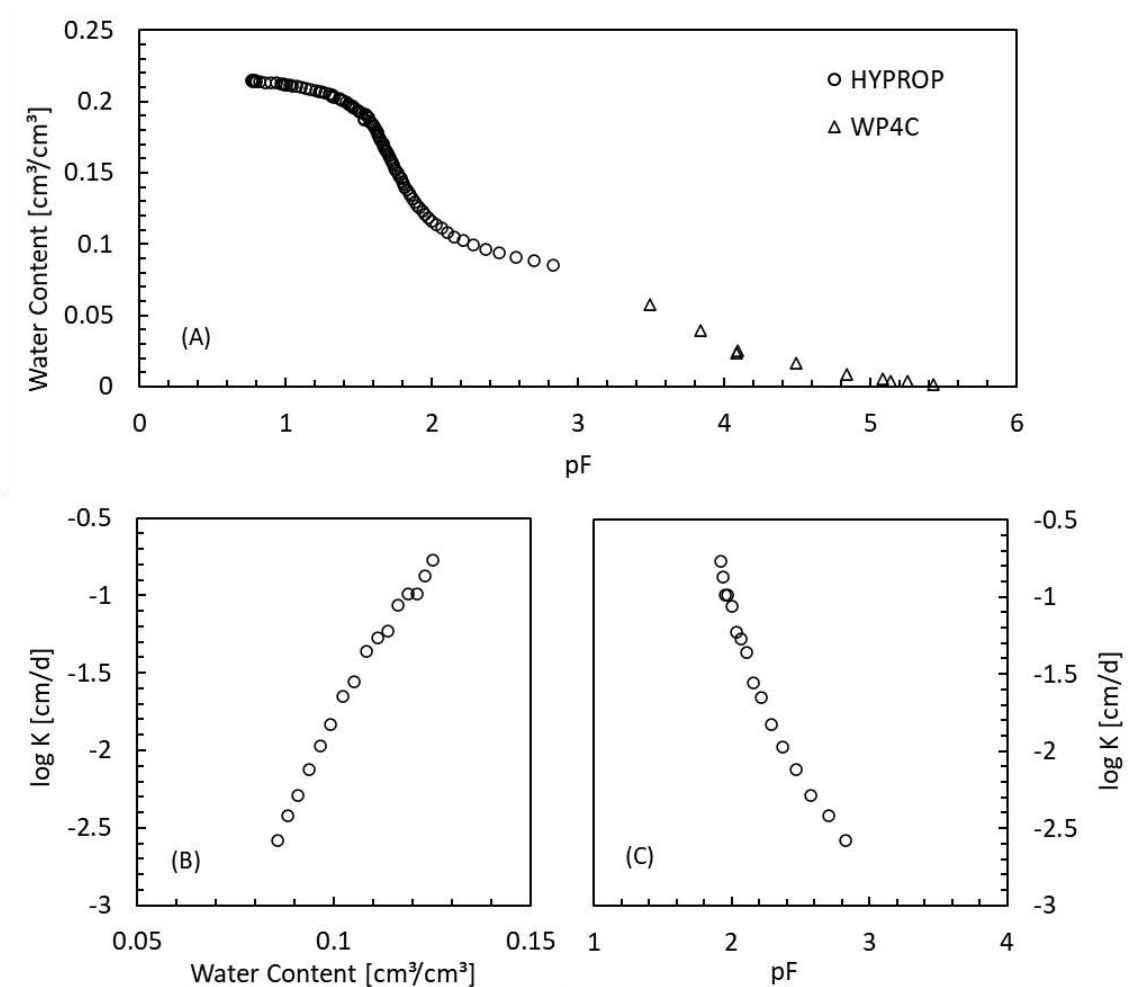 0.25
0.2
0.15
0.1
0.05
0
Water Content [cm³/cm³]
HYPROP
WP4C
(A)
0 1 2 3 4 5 6
pF
-0.5
-1
-1.5
-2
-2.5
-3
log K [cm/d]
(B)
0.05 0.1 0.15
Water Content [cm³/cm³]
(C)
1 2 3 4
pF
-0.5
-1
-1.5
-2
-2.5
-3
log K [cm/d]